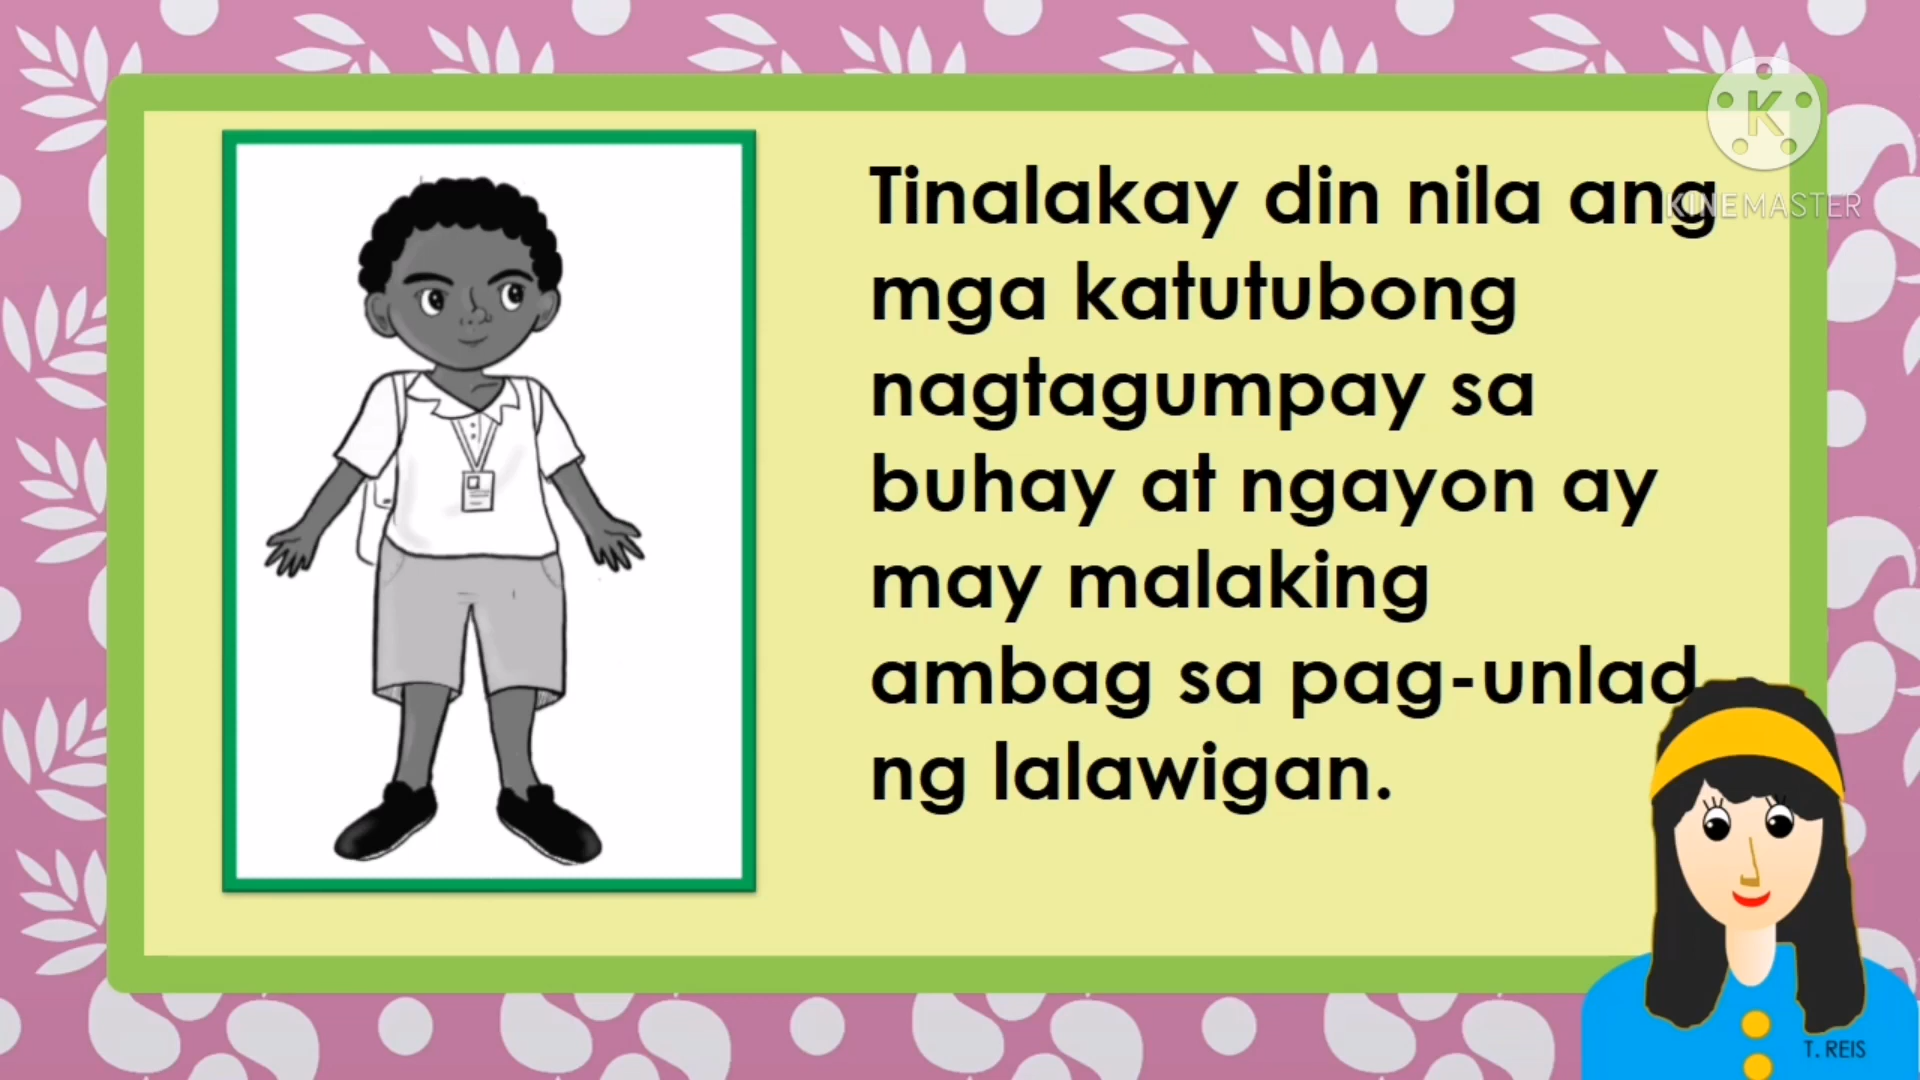 Tinalakay din nila ang
mga katutubong
nagtagumpay sa
buhay at ngayon ay
may malaking
ambag sa pag-unlad
ng lalawigan.
K
KINEMASTER
T. REIS